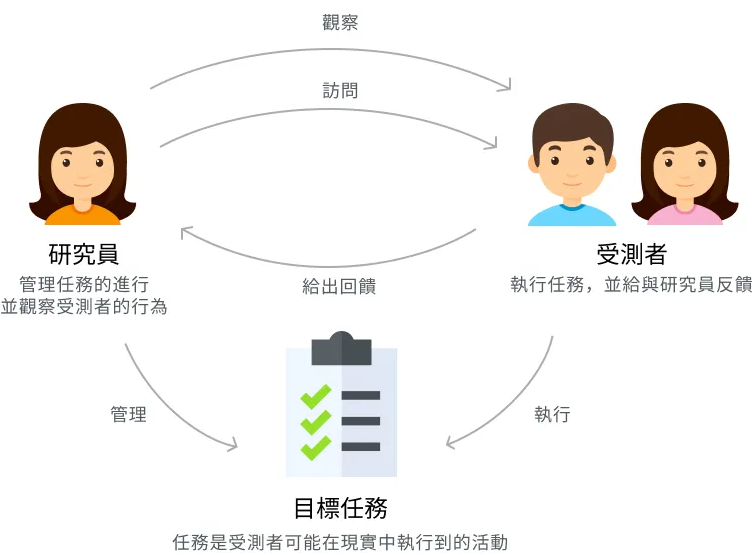 觀察
訪問
研究員
管理任務的進行
並觀察受測者的行為
受測者
執行任務，並給與研究員反饋
給出回饋
管理
執行
目標任務
任務是受測者可能在現實中執行到的活動